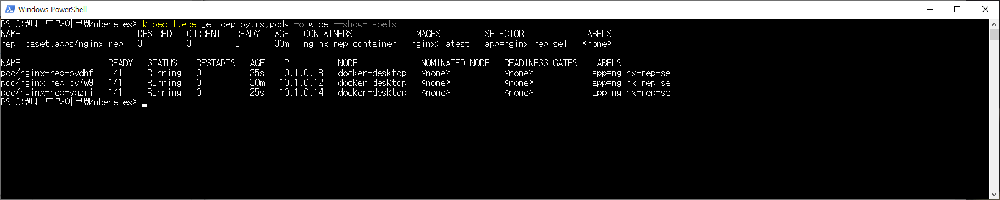 Windows PowerShell
PS G:₩내 드라이브₩kubenetes> kubectl.exe get deploy,rs,pods -o wide --show-labels
NAME DESIRED CURRENT READY AGE CONTAINERS IMAGES SELECTOR LABELS
replicaset.apps/nginx-rep 3 3 3 30m nginx-rep-container nginx:latest app=nginx-rep-sel <none>
NAME READY STATUS RESTARTS AGE IP NODE NOMINATED NODE READINESS GATES LABELS
pod/nginx-rep-bvdhf 1/1 Running 0 25s 10.1.0.13 docker-desktop <none> <none> app=nginx-rep-sel
pod/nginx-rep-cv7w9 1/1 Running 0 30m 10.1.0.12 docker-desktop <none> <none> app=nginx-rep-sel
pod/nginx-rep-vqzrj 1/1 Running 0 25s 10.1.0.14 docker-desktop <none> <none> app=nginx-rep-sel
PS G:₩내 드라이브₩kubenetes>